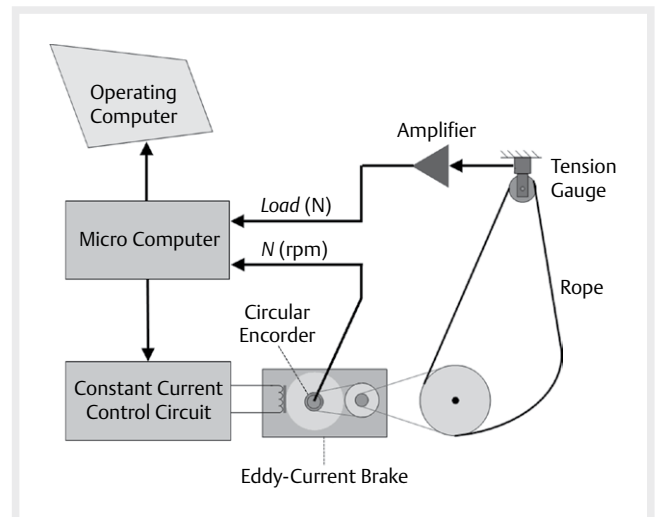 Operating
Computer
Amplifier
Tension
Gauge
Load (N)
Micro Computer
N (rpm)
Rope
Circular
Encorder
Constant Current
Control Circuit
Eddy-Current Brake